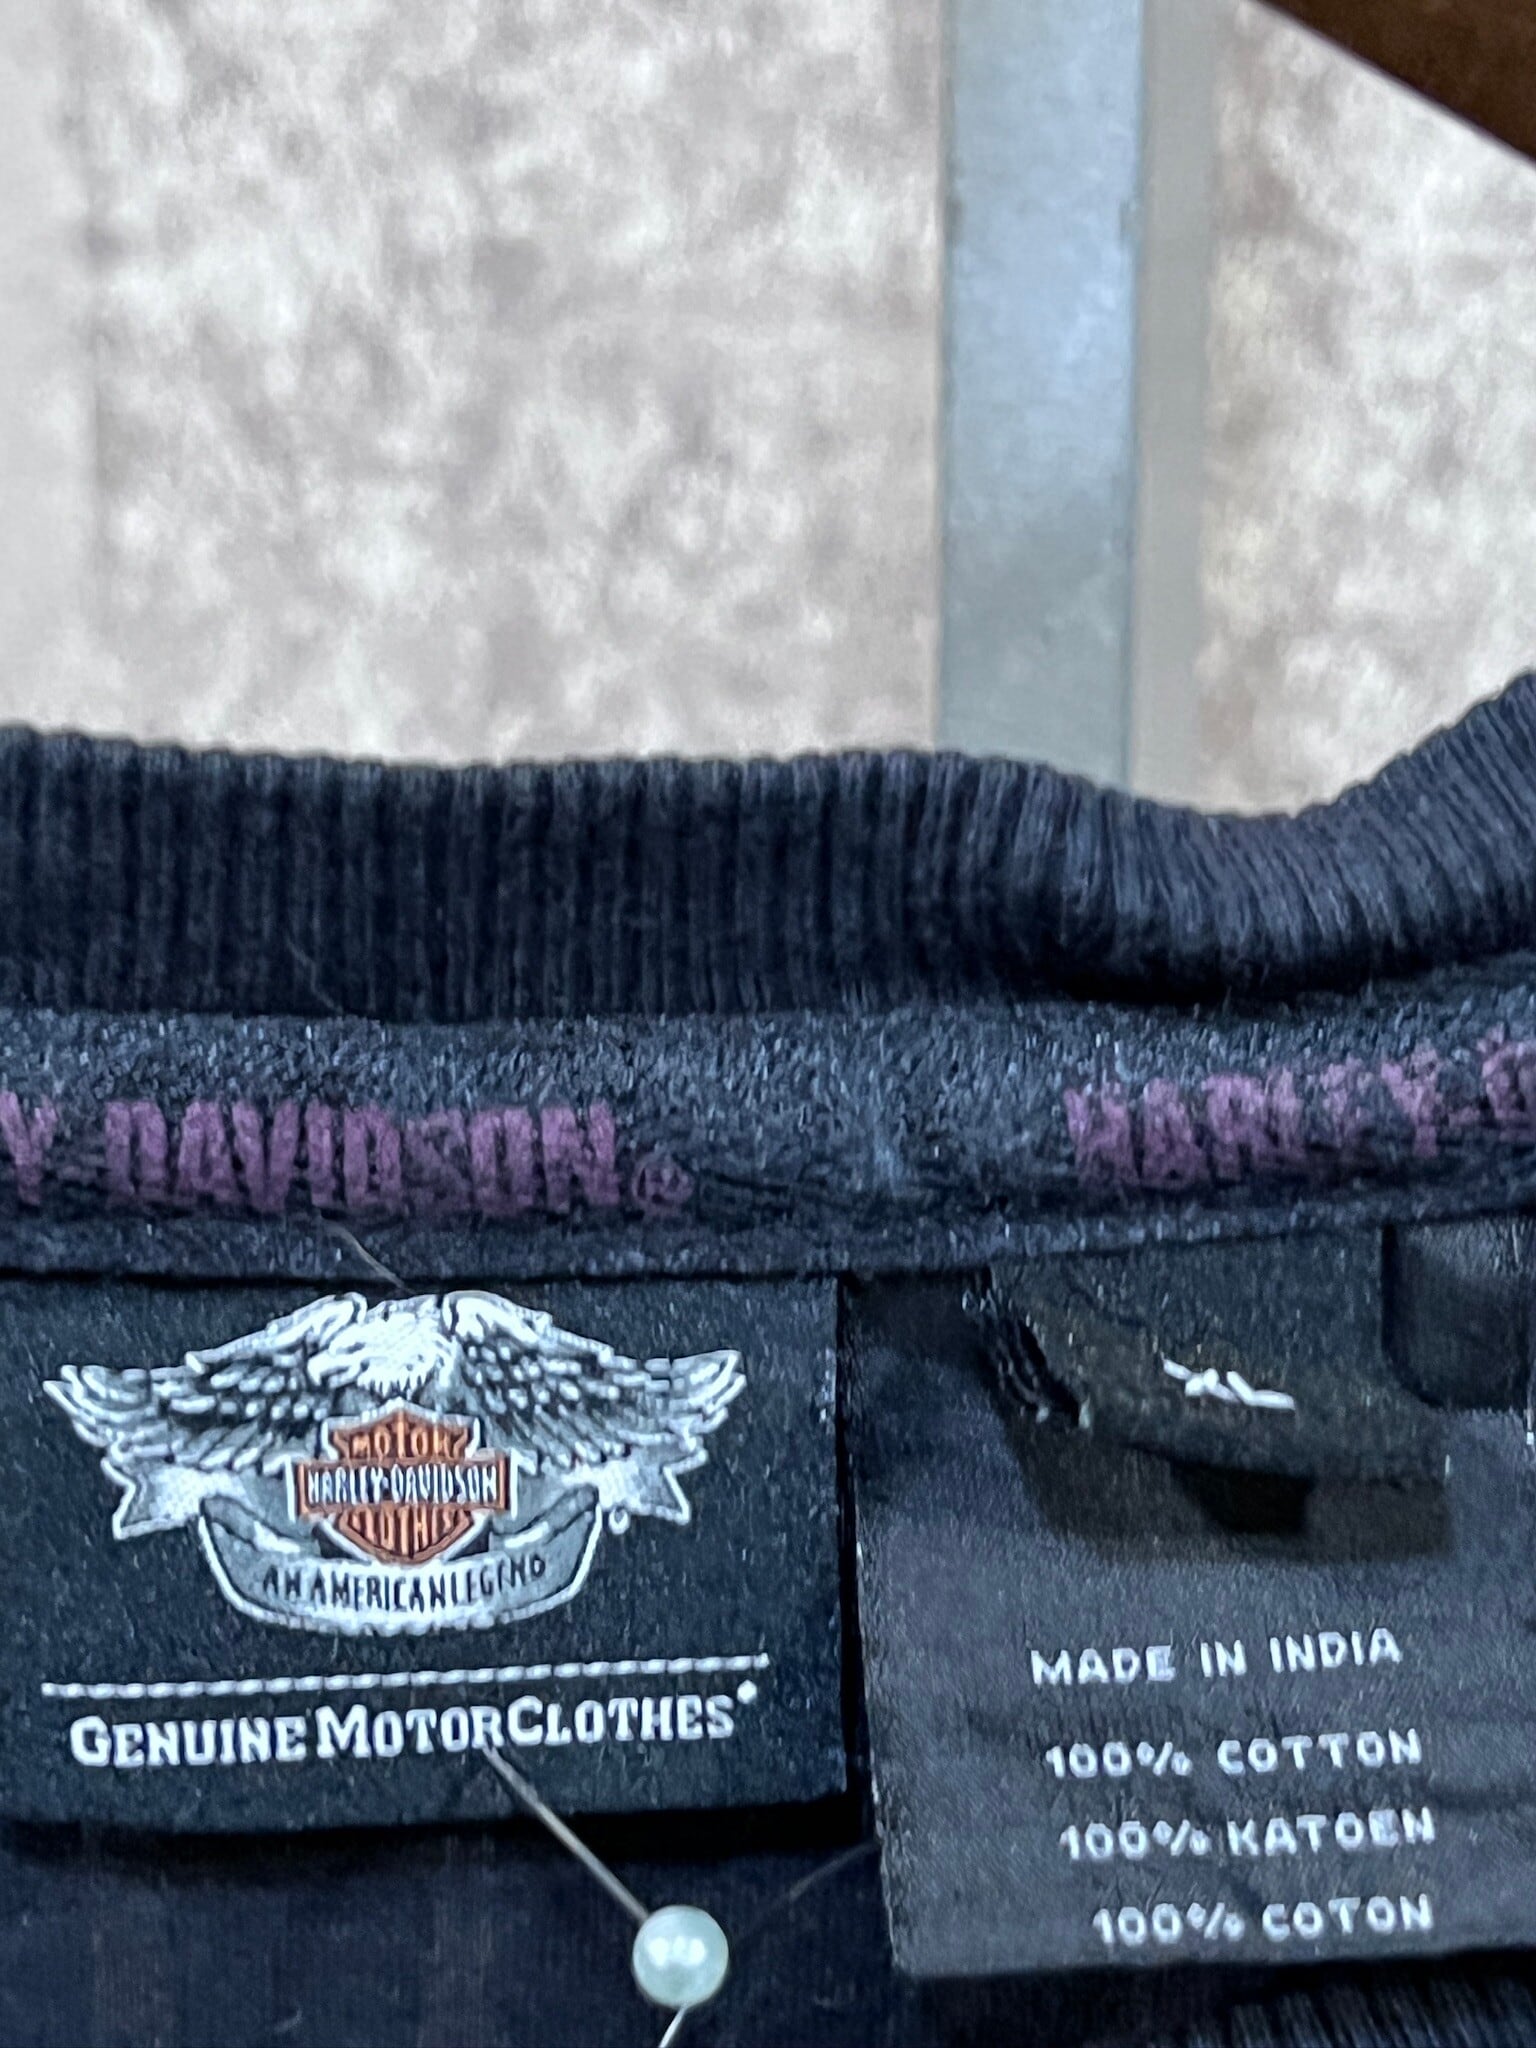 Y-DAVIDSON®
HARLEY-D
MOTOR
HARLEY-DAVIDSON
CLOTHES
AN AMERICAN LEGEND
GENUINE MOTORCLOTHES®
XL
MADE IN INDIA
100% COTTON
100% KATOEN
100% COTON